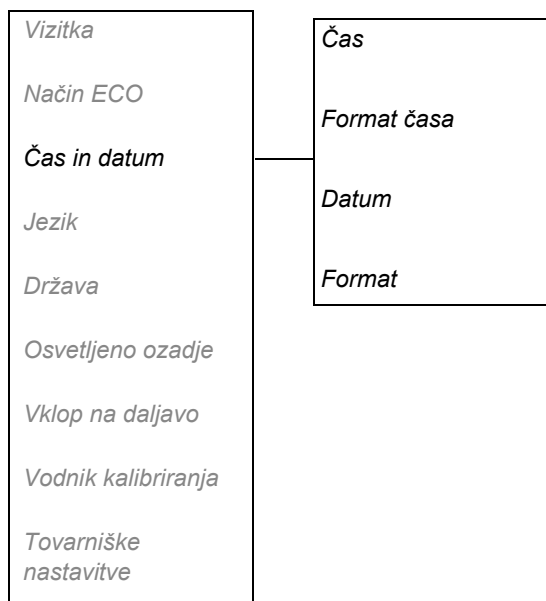 Vizitka
Način ECO
Čas in datum
Jezik
Država
Osvetljeno ozadje
Vklop na daljavo
Vodnik kalibriranja
Tovarniške
nastavitve
Čas
Format časa
Datum
Format